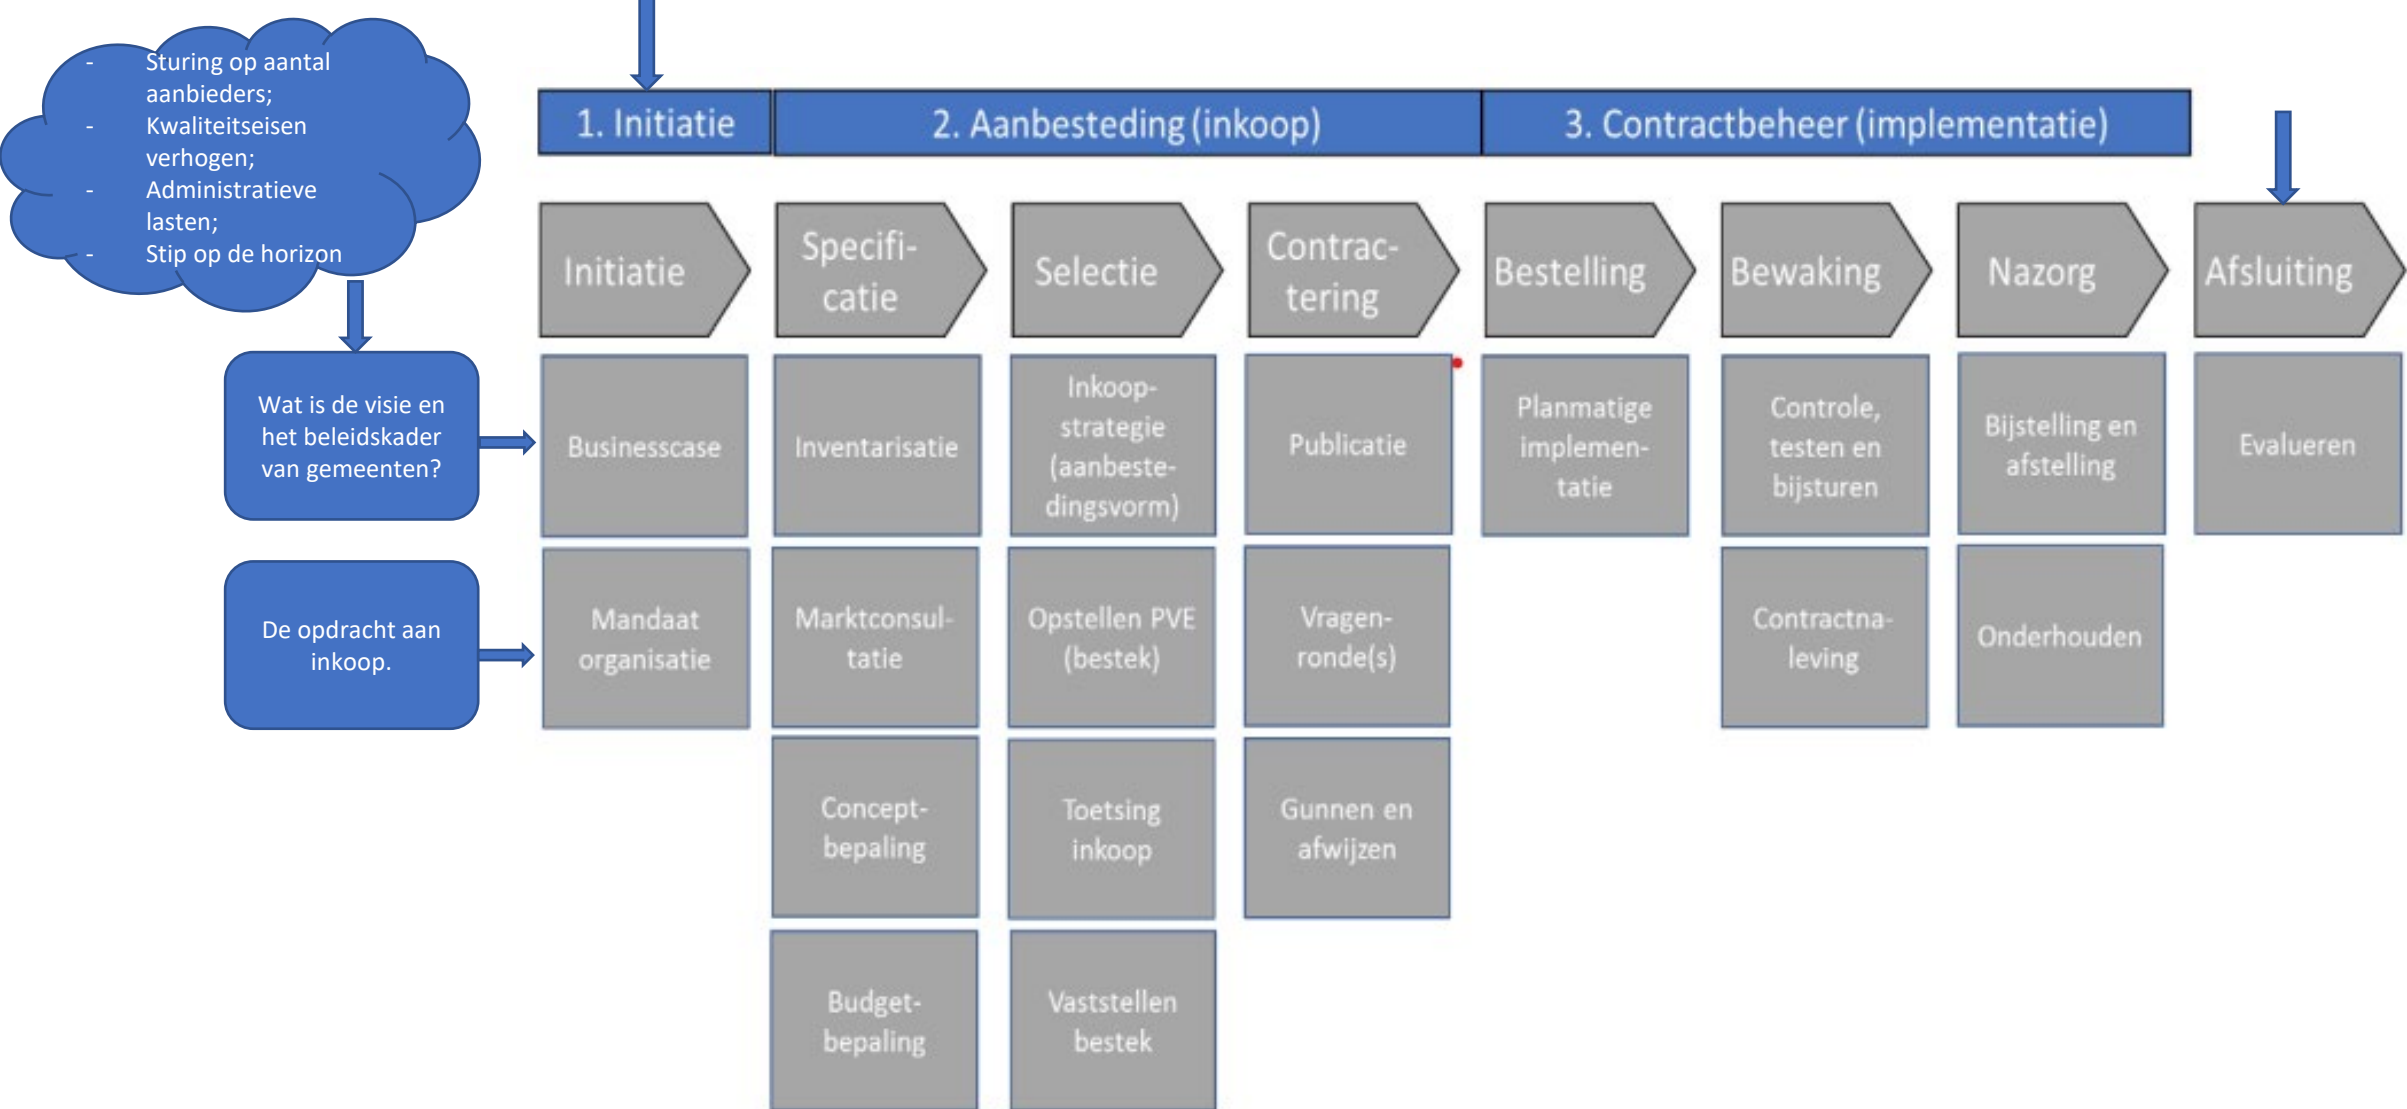 - Sturing op aantal
aanbieders;
- Kwaliteitseisen
verhogen;
- Administratieve
lasten;
- Stip op de horizon
1. Initiatie
2. Aanbesteding (inkoop)
3. Contractbeheer (implementatie)
Initiatie
Specifi-
catie
Selectie
Contrac-
tering
Bestelling
Bewaking
Nazorg
Afsluiting
Wat is de visie en
het beleidskader
van gemeenten?
Businesscase
Inventarisatie
Inkoop-
strategie
(aanbeste-
dingsvorm)
Publicatie
Planmatige
implemen-
tatie
Controle,
testen en
bijsturen
Bijstelling en
afstelling
Evalueren
De opdracht aan
inkoop.
Mandaat
organisatie
Marktconsul-
tatie
Opstellen PVE
(bestek)
Vragen-
ronde(s)
Contractna-
leving
Onderhouden
Concept-
bepaling
Toetsing
inkoop
Gunnen en
afwijzen
Budget-
bepaling
Vaststellen
bestek